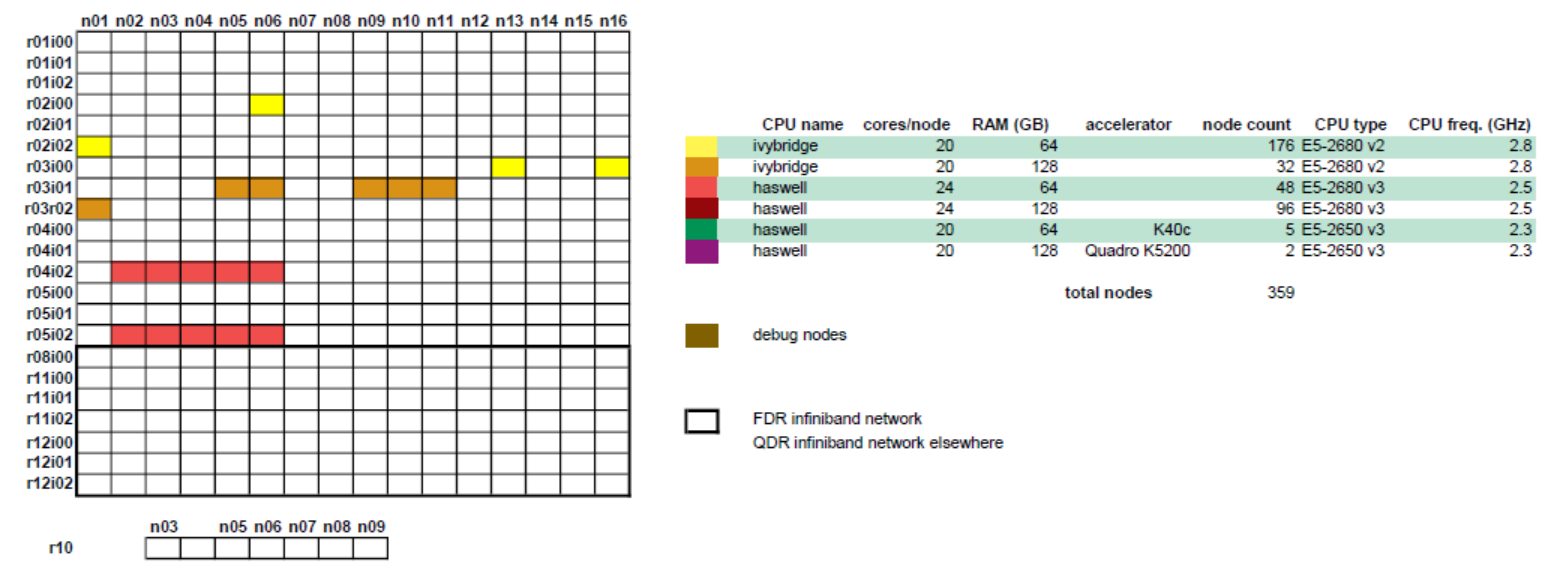 n01 n02 n03 n04 n05 n06 n07 n08 n09 n10 n11 n12 n13 n14 n15 n16
r01i00
r01i01
r01i02
r02i00
r02i01
r02i02
r03i00
r03i01
r03r02
r04i00
r04i01
r04i02
r05i00
r05i01
r05i02
r08i00
r11i00
r11i01
r11i02
r12i00
r12i01
r12i02
n03 n05 n06 n07 n08 n09
r10
CPU name cores/node RAM (GB) accelerator node count CPU type CPU freq. (GHz)
ivybridge 20 64 176 E5-2680 v2 2.8
ivybridge 20 128 32 E5-2680 v2 2.8
haswell 24 64 48 E5-2680 v3 2.5
haswell 24 128 96 E5-2680 v3 2.5
haswell 20 64 K40c 5 E5-2650 v3 2.3
haswell 20 128 Quadro K5200 2 E5-2650 v3 2.3
total nodes 359
debug nodes
FDR infiniband network
QDR infiniband network elsewhere